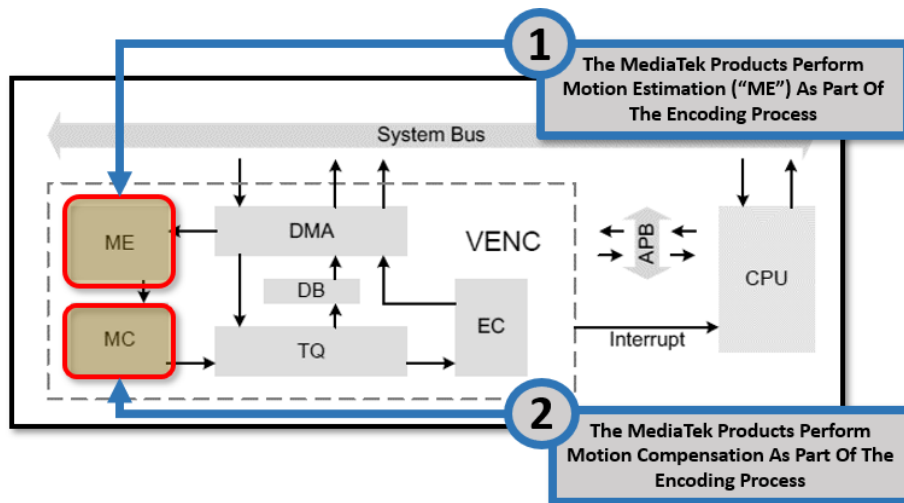 1
The MediaTek Products Perform
Motion Estimation (“ME”) As Part Of
The Encoding Process
System Bus
ME
DMA
VENC
APB
CPU
DB
MC
TQ
EC
Interrupt
2
The MediaTek Products Perform
Motion Compensation As Part Of The
Encoding Process